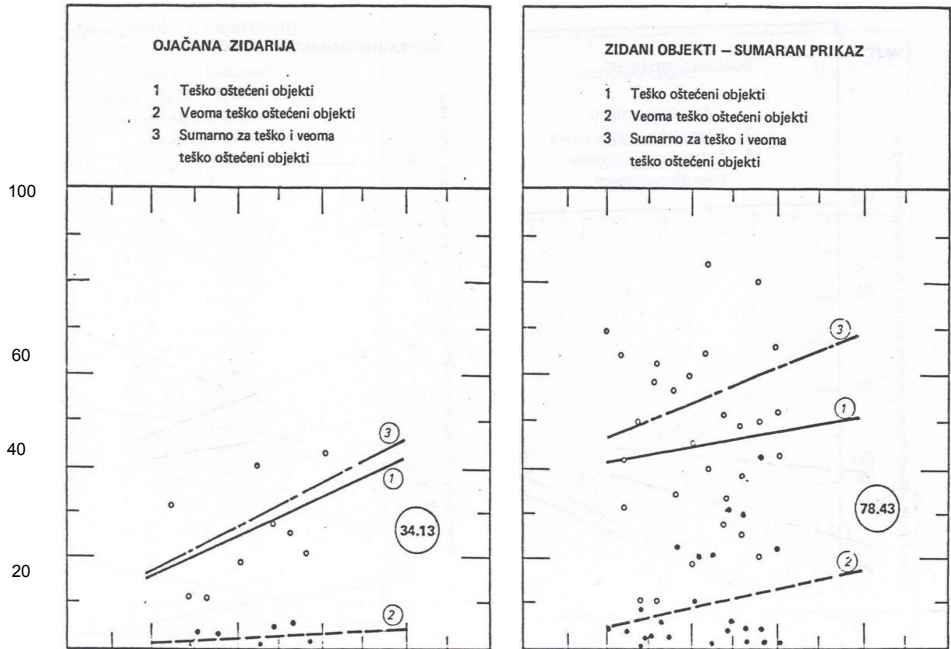 OJAČANA ZIDARIJA
1 Teško oštećeni objekti
2 Veoma teško oštećeni objekti
3 Sumarno za teško i veoma
teško oštećeni objekti
100
60
40
20
3
1
34.13
2
ZIDANI OBJEKTI – SUMARAN PRIKAZ
1 Teško oštećeni objekti
2 Veoma teško oštećeni objekti
3 Sumarno za teško i veoma
teško oštećeni objekti
3
1
78.43
2